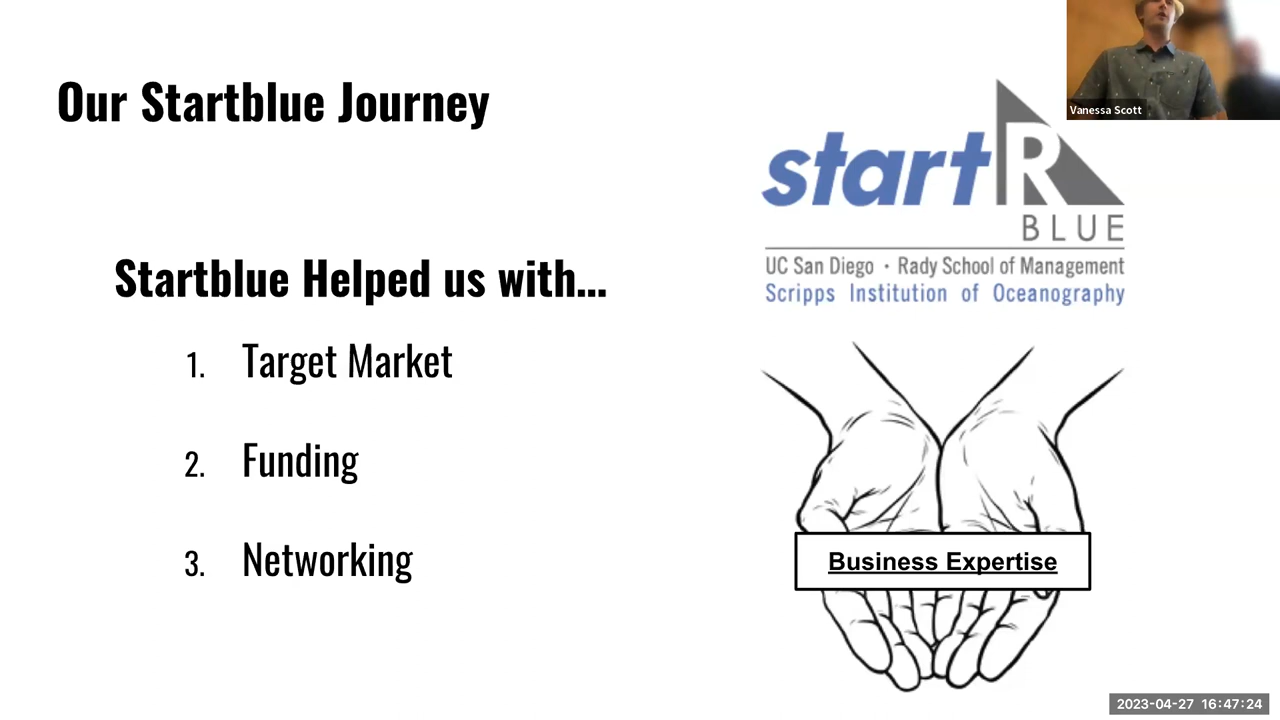 Our Startblue Journey
Vanessa Scott
startR
BLUE
UC San Diego · Rady School of Management
Scripps Institution of Oceanography
Startblue Helped us with...
1. Target Market
2. Funding
3. Networking
Business Expertise
2023-04-27 16:47:24